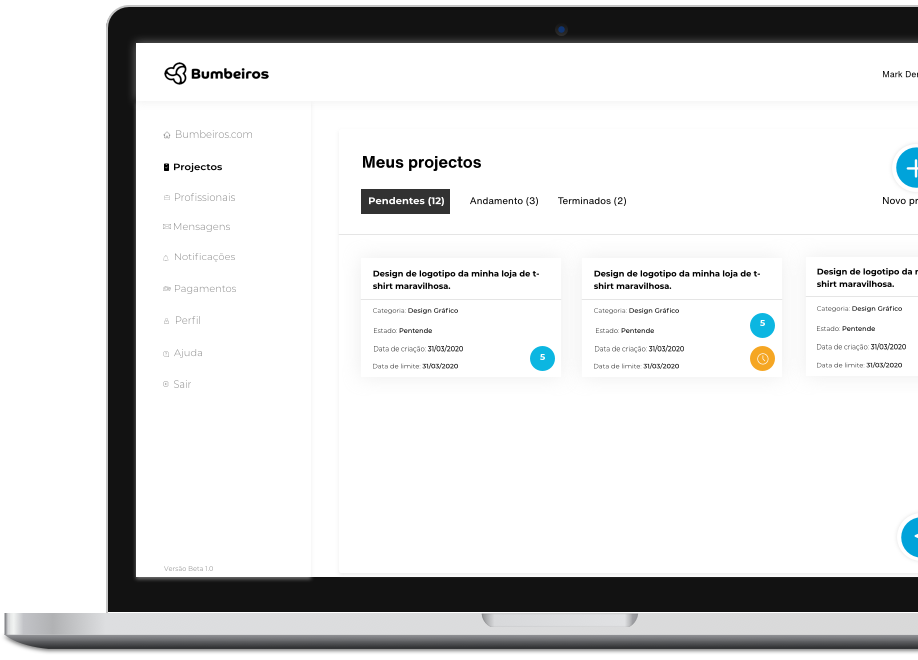 Bumbeiros
Mark Der
Bumbeiros.com
Projectos
Profissionais
Mensagens
Notificações
Pagamentos
Perfil
Ajuda
Sair
Versão Beta 1.0
Meus projectos
Novo pr
Pendentes (12)
Andamento (3)
Terminados (2)
Design de logotipo da minha loja de t-
shirt maravilhosa.
Categoria: Design Gráfico
Estado: Pentende
Data de criação: 31/03/2020
Data de limite: 31/03/2020
5
Design de logotipo da minha loja de t-
shirt maravilhosa.
Categoria: Design Gráfico
Estado: Pentende
Data de criação: 31/03/2020
Data de limite: 31/03/2020
5
Design de logotipo da
shirt maravilhosa.
Categoria: Design Gráfico
Estado: Pentende
Data de criação: 31/03/2020
Data de limite: 31/03/2020